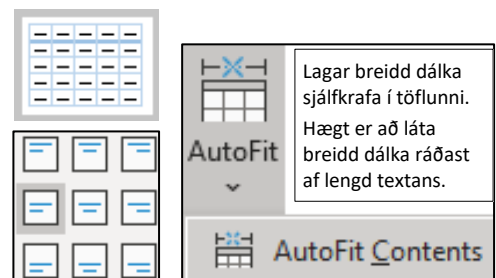 AutoFit
Lagar breidd dálka
sjálfkrafa í töflunni.
Hægt er að láta
breidd dálka ráðast
af lengd textans.
AutoFit Contents